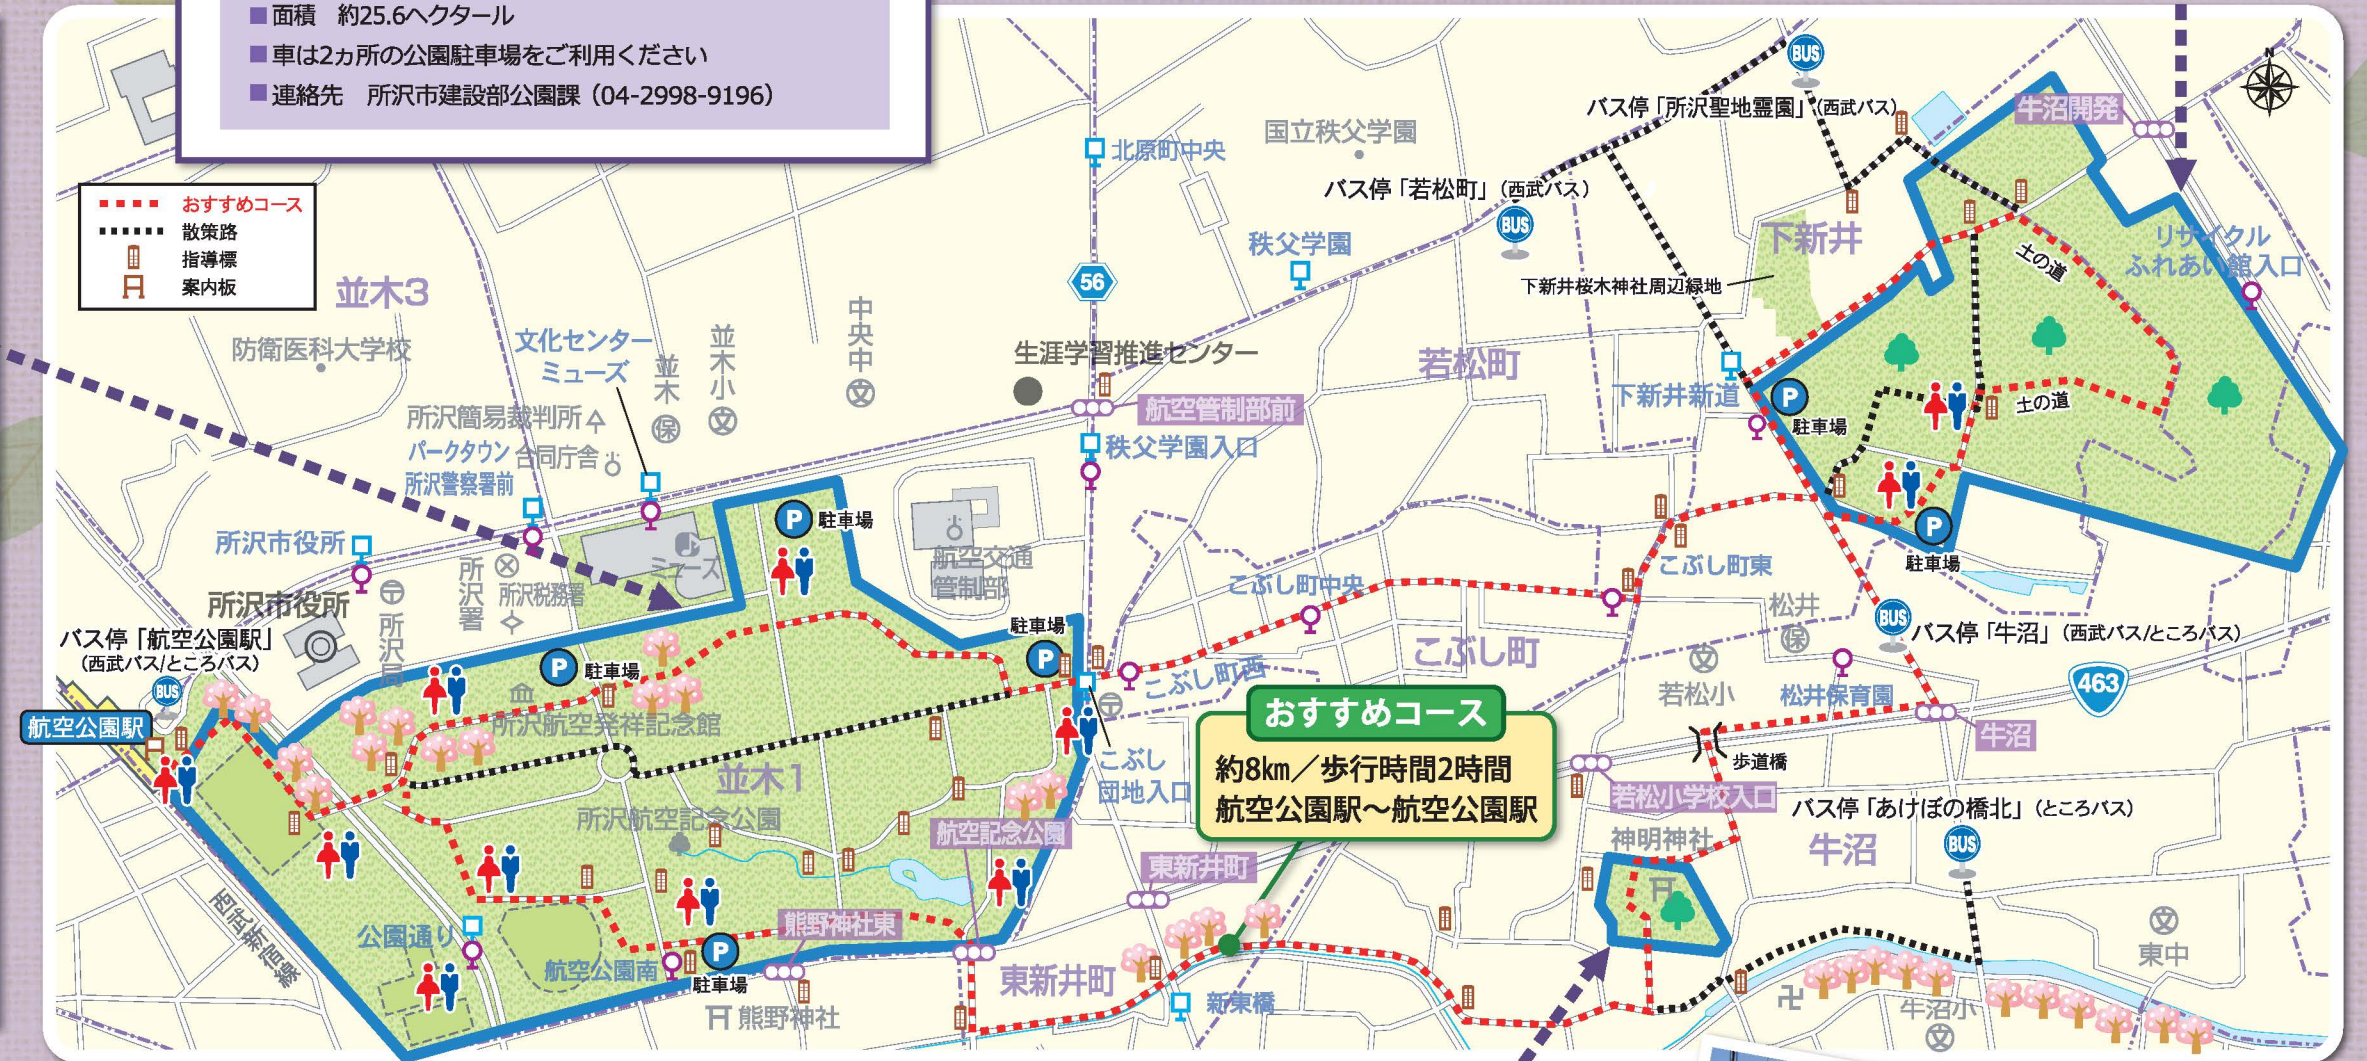 ■面積　約25.6ヘクタール
■車は2ヵ所の公園駐車場をご利用ください
■連絡先　所沢市建設部公園課（04-2998-9196）
おすすめコース
散策路
指導標
案内板
並木3
防衛医科大学校
文化センター
ミューズ
並木
保
並木小
文
中央中
文
所沢簡易裁判所
パークタウン
所沢警察署前
合同庁舎
所沢市役所
所沢市役所
所沢署
所沢税務署
〒
所沢局
ミューズ
P
駐車場
航空交通
管制部
北原町中央
56
国立秩父学園
秩父学園
生涯学習推進センター
航空管制部前
秩父学園入口
バス停「若松町」（西武バス）
BUS
バス停「所沢聖地霊園」（西武バス）
BUS
牛沼開発
N
下新井
下新井桜木神社周辺緑地
若松町
下新井新道
P
駐車場
土の道
土の道
リサイクル
ふれあい館入口
P
駐車場
バス停「航空公園駅」
（西武バス/ところバス）
BUS
航空公園駅
P
駐車場
所沢航空発祥記念館
並木1
所沢航空記念公園
P
駐車場
こぶし町西
〒
こぶし
団地入口
こぶし町中央
こぶし町東
こぶし町
松井
保
文
若松小
松井保育園
BUS
バス停「牛沼」（西武バス/ところバス）
463
牛沼
歩道橋
若松小学校入口
おすすめコース
約8km／歩行時間2時間
航空公園駅～航空公園駅
バス停「あけぼの橋北」（ところバス）
BUS
神明神社
牛沼
航空記念公園
東新井町
熊野神社東
西武新宿線
公園通り
航空公園南
P
駐車場
熊野神社
東新井町
新東橋
卍
牛沼小
文
文
東中